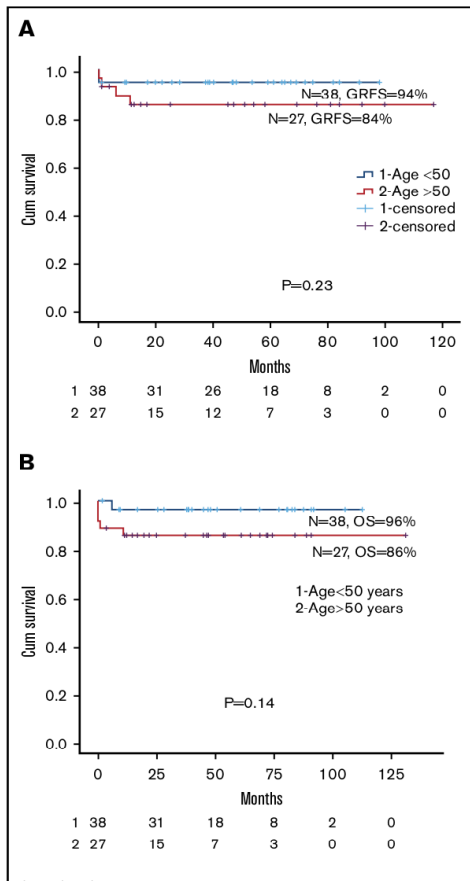 A
1.0
N=38, GRFS=94%
0.8
N=27, GRFS=84%
0.6
1-Age <50
2-Age >50
1-censored
2-censored
0.4
0.2
P=0.23
0.0
Cum survival
0 20 40 60 80 100 120
Months
1 38 31 26 18 8 2 0
2 27 15 12 7 3 0 0
B
1.0
N=38, OS=96%
0.8
N=27, OS=86%
0.6
1-Age<50 years
2-Age>50 years
0.4
0.2
P=0.14
0.0
Cum survival
0 25 50 75 100 125
Months
1 38 31 18 8 2 0
2 27 15 7 3 0 0